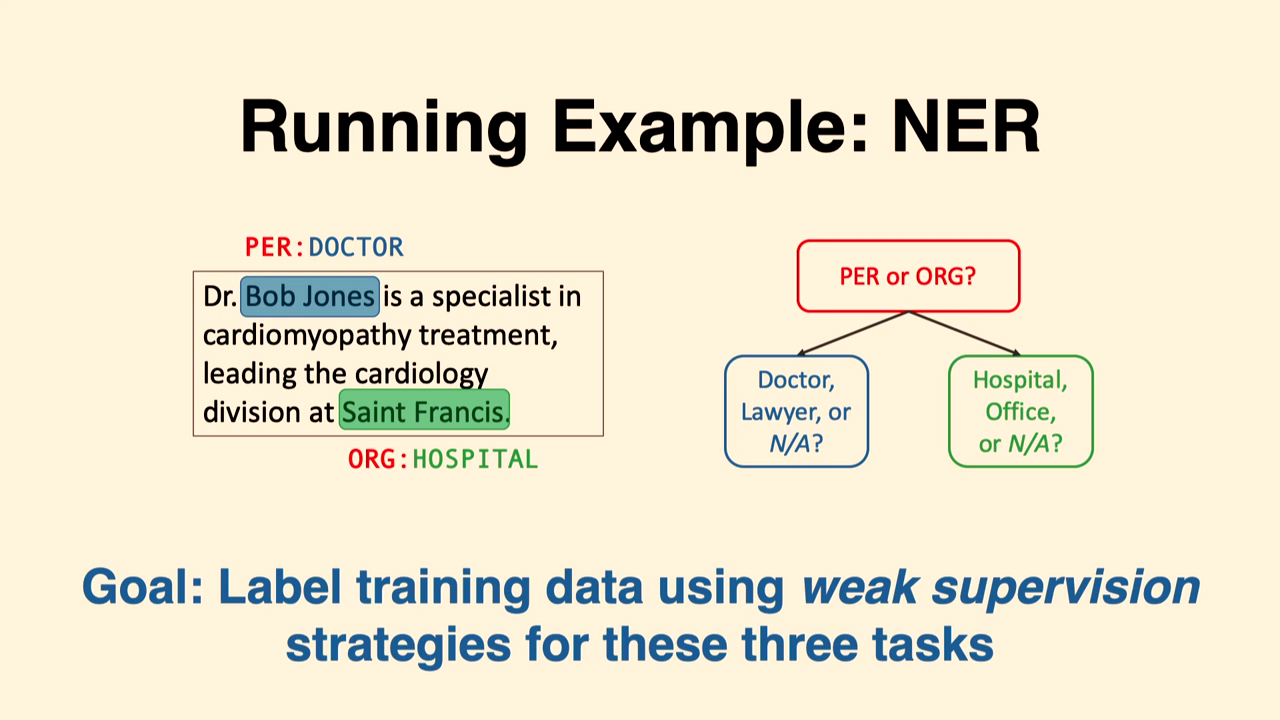 Running Example: NER
PER:DOCTOR
Dr. Bob Jones is a specialist in
cardiomyopathy treatment,
leading the cardiology
division at Saint Francis.
ORG:HOSPITAL
PER or ORG?
Doctor,
Lawyer, or
N/A?
Hospital,
Office,
or N/A?
Goal: Label training data using weak supervision
strategies for these three tasks